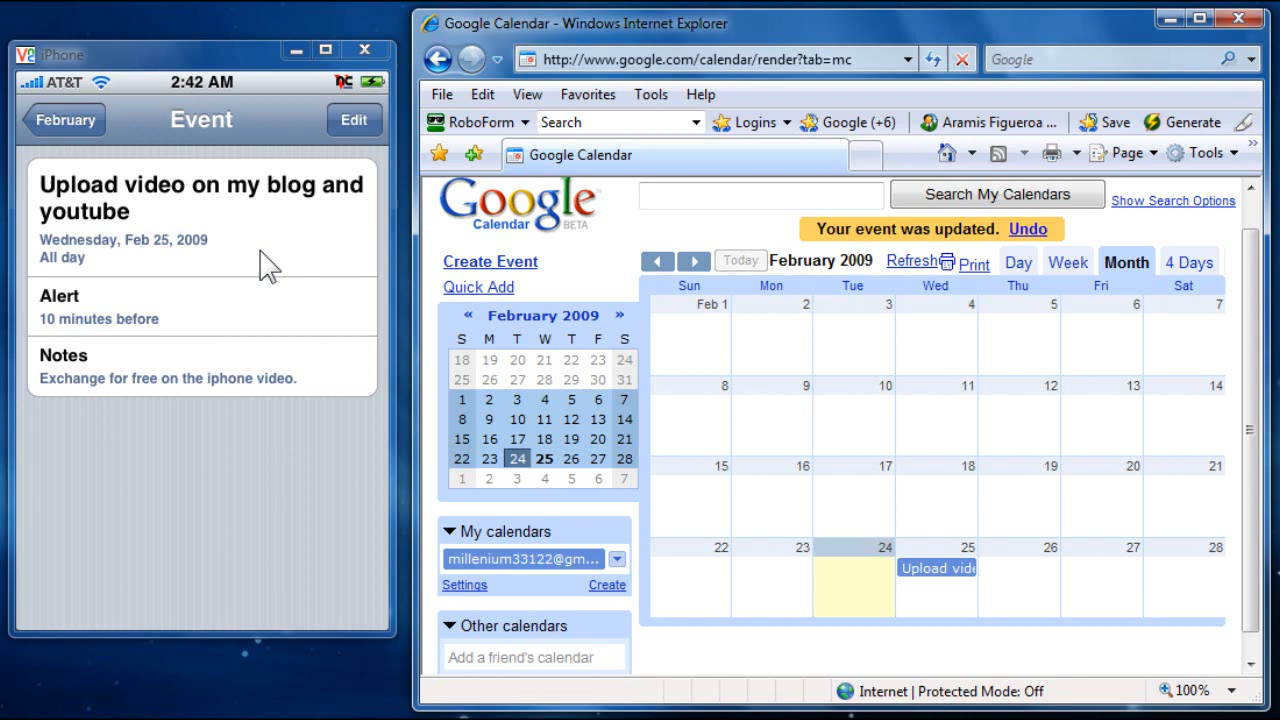 iPhone
AT&T 2:42 AM
February Event Edit
Upload video on my blog and
youtube
Wednesday, Feb 25, 2009
All day
Alert
10 minutes before
Notes
Exchange for free on the iphone video.
Google Calendar - Windows Internet Explorer
http://www.google.com/calendar/render?tab=mc Google
File Edit View Favorites Tools Help
RoboForm Search Logins Google (+6) Aramis Figueroa ... Save Generate
Google Calendar Page Tools
Google
Calendar BETA
Search My Calendars Show Search Options
Your event was updated. Undo
Create Event
Quick Add
Today February 2009 Refresh Print Day Week Month 4 Days
« February 2009 »
S M T W T F S
18 19 20 21 22 23 24
25 26 27 28 29 30 31
1 2 3 4 5 6 7
8 9 10 11 12 13 14
15 16 17 18 19 20 21
22 23 24 25 26 27 28
1 2 3 4 5 6 7
My calendars
millenium33122@gm...
Settings Create
Other calendars
Add a friend's calendar
Sun Mon Tue Wed Thu Fri Sat
Feb 1 2 3 4 5 6 7
8 9 10 11 12 13 14
15 16 17 18 19 20 21
22 23 24 25 26 27 28
Upload vide
Internet | Protected Mode: Off 100%